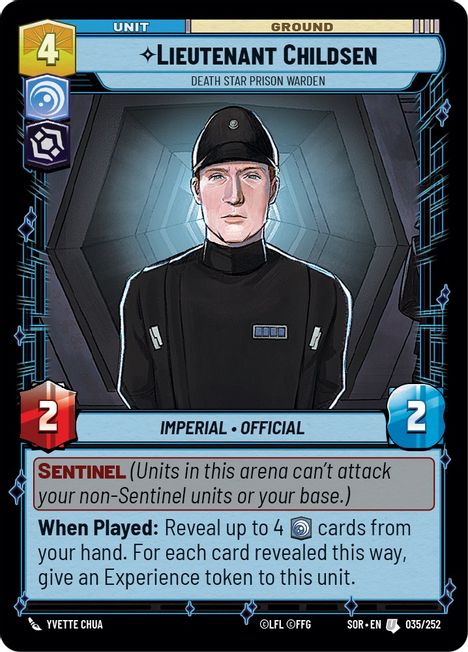 UNIT
GROUND
4
LIEUTENANT CHILDSEN
DEATH STAR PRISON WARDEN
2
2
IMPERIAL • OFFICIAL
SENTINEL (Units in this arena can't attack
your non-Sentinel units or your base.)
When Played: Reveal up to 4 cards from
your hand. For each card revealed this way,
give an Experience token to this unit.
YVETTE CHUA
©LFL ©FFG
SOR • EN U 035/252